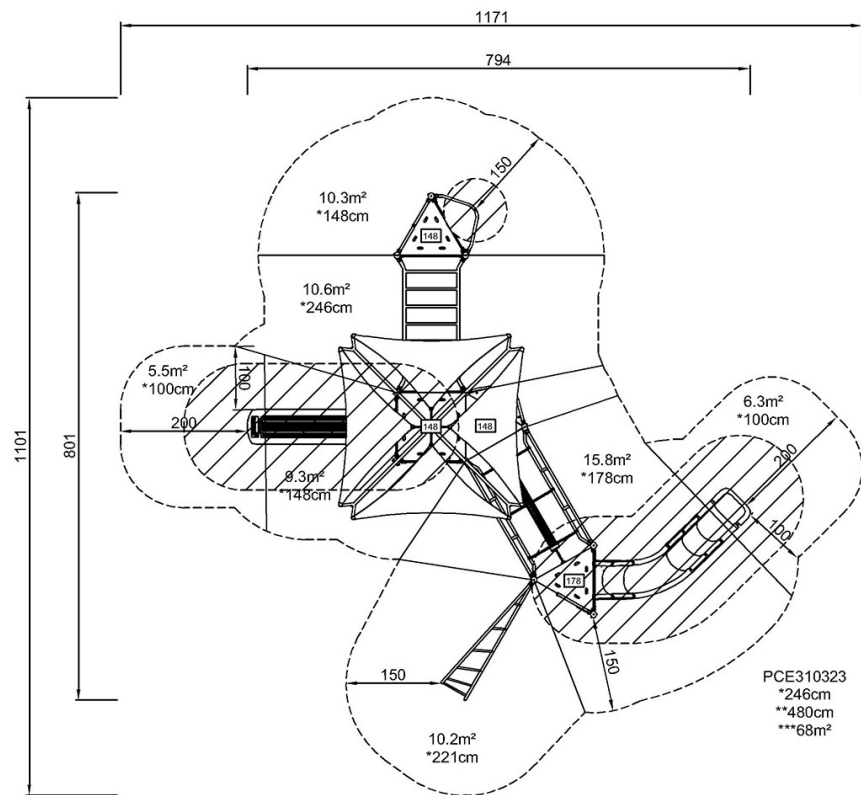 1171
794
1101
801
150
10.3m²
*148cm
148
10.6m²
*246cm
5.5m²
*100cm
100
200
148
148
9.3m²
*148cm
6.3m²
*100cm
200
15.8m²
*178cm
100
178
150
150
10.2m²
*221cm
PCE310323
*246cm
**480cm
***68m²